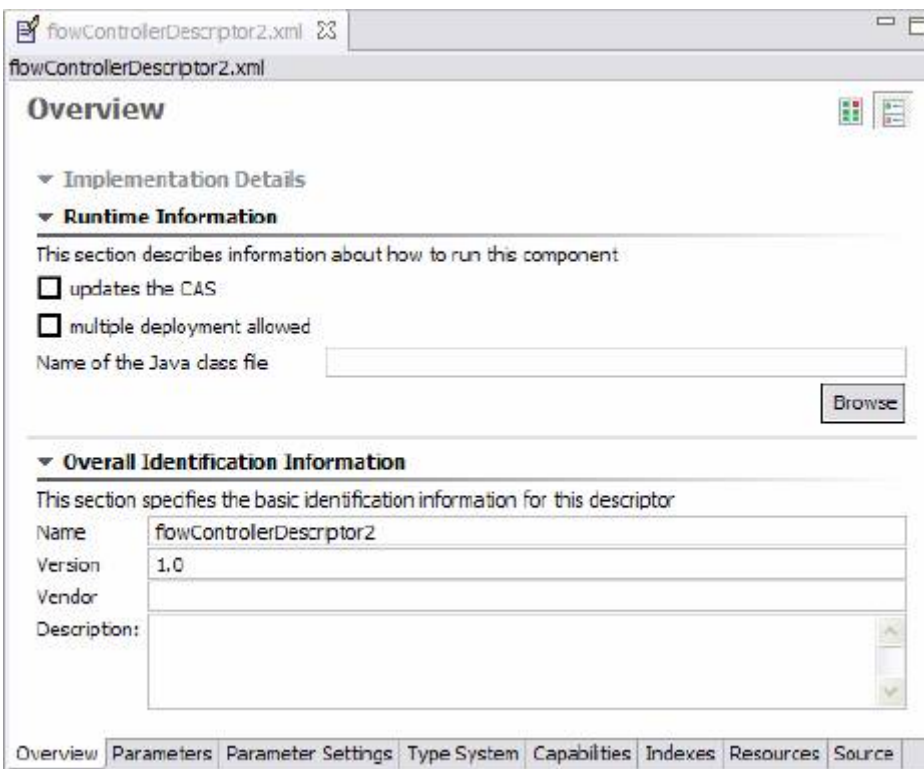 flowControllerDescriptor2.xml
flowControllerDescriptor2.xml
Overview
Implementation Details
Runtime Information
This section describes information about how to run this component
updates the CAS
multiple deployment allowed
Name of the Java class file
Browse
Overall Identification Information
This section specifies the basic identification information for this descriptor
Name flowControllerDescriptor2
Version 1.0
Vendor
Description:
Overview Parameters Parameter Settings Type System Capabilities Indexes Resources Source